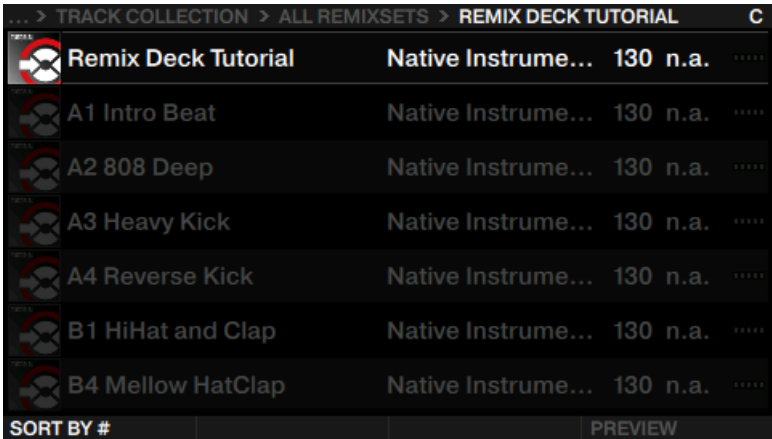 ... > TRACK COLLECTION > ALL REMIXSETS > REMIX DECK TUTORIAL C
Remix Deck Tutorial Native Instrume... 130 n.a.
A1 Intro Beat Native Instrume... 130 n.a.
A2 808 Deep Native Instrume... 130 n.a.
A3 Heavy Kick Native Instrume... 130 n.a.
A4 Reverse Kick Native Instrume... 130 n.a.
B1 HiHat and Clap Native Instrume... 130 n.a.
B4 Mellow HatClap Native Instrume... 130 n.a.
SORT BY # PREVIEW